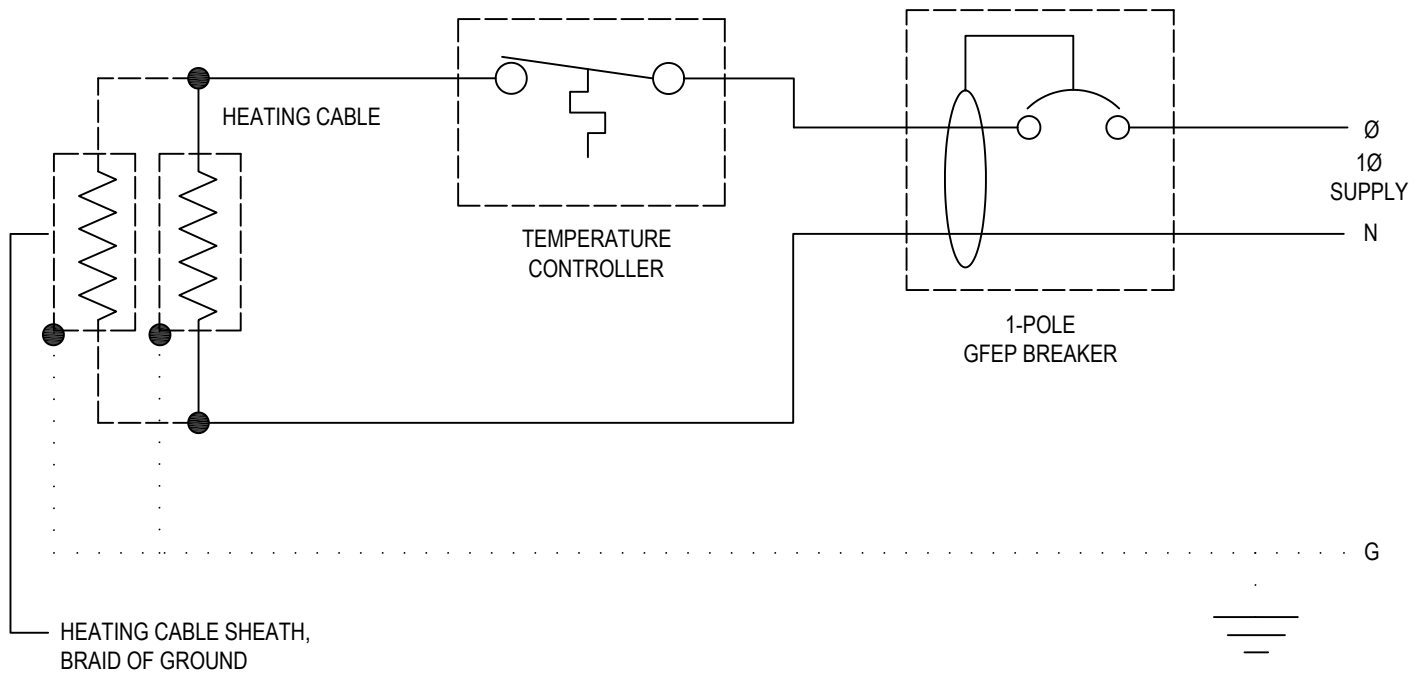 HEATING CABLE
Ø
1Ø
SUPPLY
N
TEMPERATURE
CONTROLLER
1-POLE
GFEP BREAKER
G
HEATING CABLE SHEATH,
BRAID OF GROUND